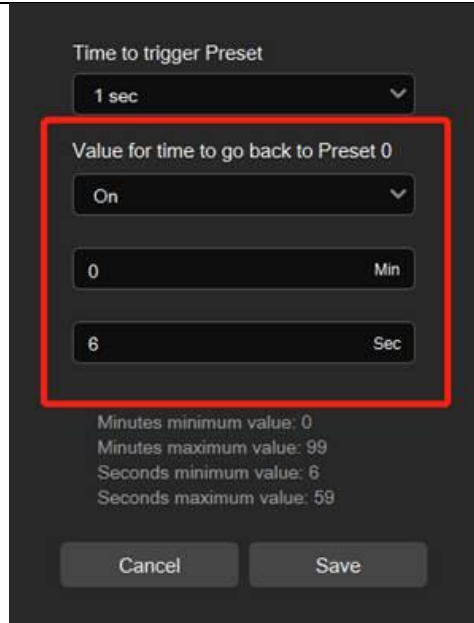 Time to trigger Preset
1 sec
Value for time to go back to Preset 0
On
0 Min
6 Sec
Minutes minimum value: 0
Minutes maximum value: 99
Seconds minimum value: 6
Seconds maximum value: 59
Cancel Save